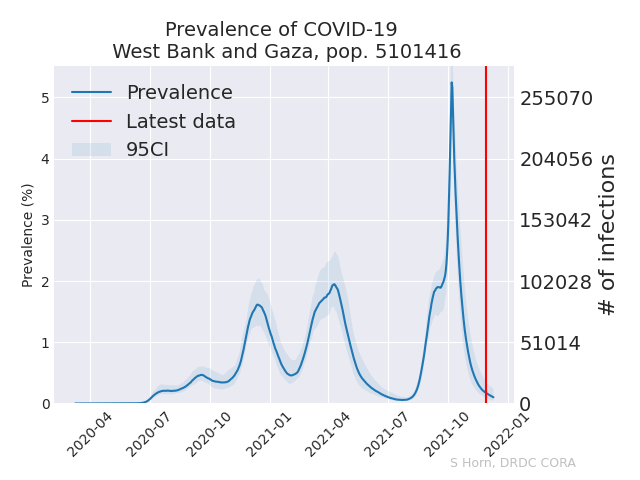 Prevalence of COVID-19
West Bank and Gaza, pop. 5101416
Prevalence
Latest data
95CI
Prevalence (%)
5
4
3
2
1
0
255070
204056
153042
102028
51014
0
# of infections
2020-04
2020-07
2020-10
2021-01
2021-04
2021-07
2021-10
2022-01
S Horn, DRDC CORA